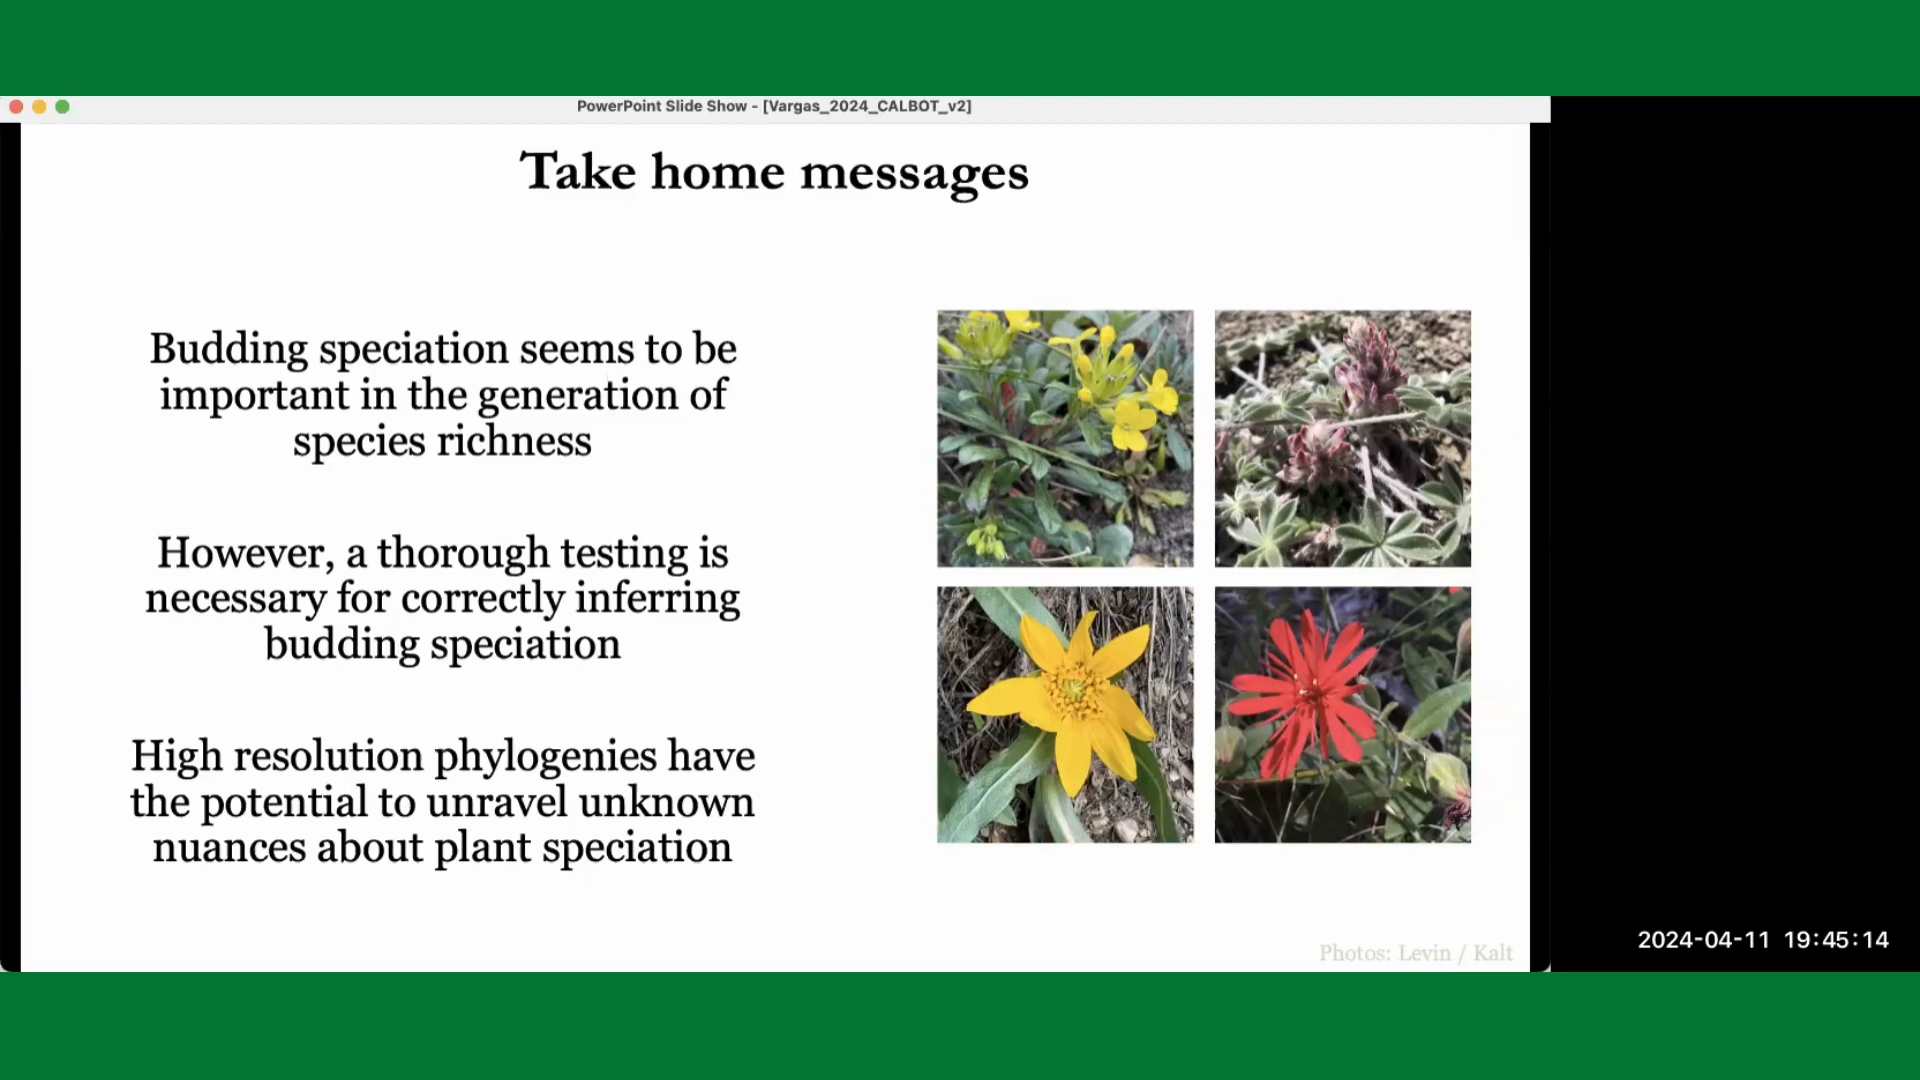 PowerPoint Slide Show - [Vargas_2024_CALBOT_v2]
Take home messages
Budding speciation seems to be
important in the generation of
species richness
However, a thorough testing is
necessary for correctly inferring
budding speciation
High resolution phylogenies have
the potential to unravel unknown
nuances about plant speciation
Photos: Levin / Kalt
2024-04-11 19:45:14